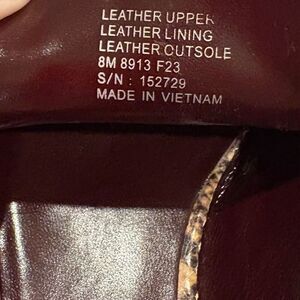 LEATHER UPPER
LEATHER LINING
LEATHER OUTSOLE
8M 8913 F23
S/N : 152729
MADE IN VIETNAM